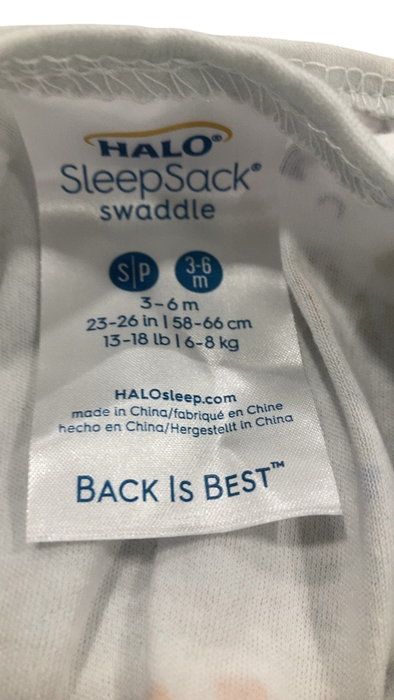 HALO®
SleepSack®
swaddle
S|P 3-6 m
3-6 m
23-26 in | 58-66 cm
13-18 lb | 6-8 kg
HALOsleep.com
made in China/fabriqué en Chine
hecho en China/Hergestellt in China
BACK IS BEST™